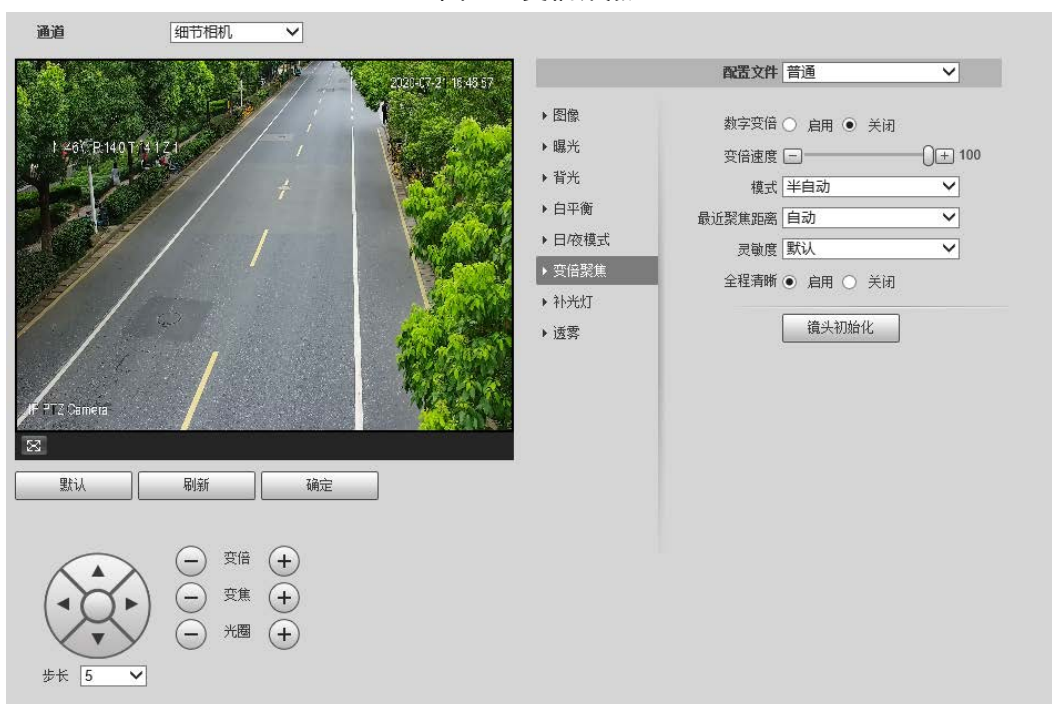 通道 细节相机
配置文件 普通
2020-07-21 16:46:57
图像
曝光
背光
白平衡
日/夜模式
变倍聚焦
补光灯
透雾
数字变倍 启用 关闭
变倍速度 100
模式 半自动
最近聚焦距离 自动
灵敏度 默认
全程清晰 启用 关闭
镜头初始化
IP PTZ Camera
默认 刷新 确定
变倍
变焦
光圈
步长 5